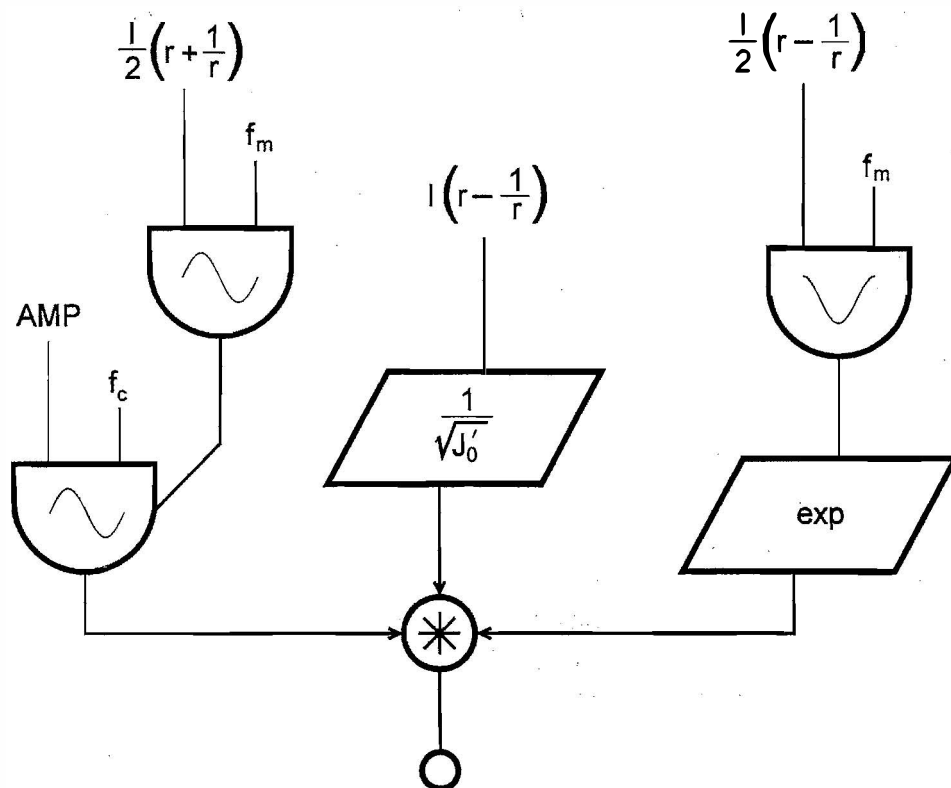 I/2 (r + 1/r)
I/2 (r − 1/r)
f_m
f_m
I (r − 1/r)
AMP
f_c
1/√J₀′
exp